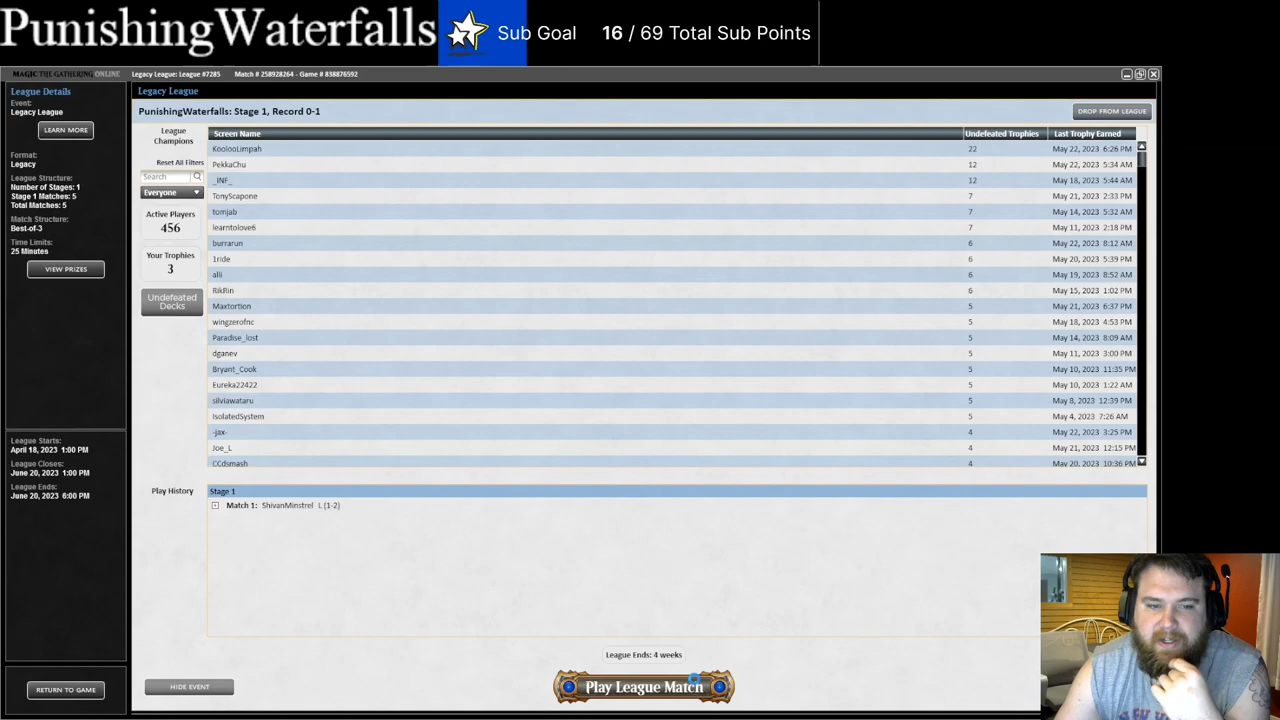 PunishingWaterfalls
Sub Goal 16 / 69 Total Sub Points
MAGIC THE GATHERING ONLINE Legacy League: League #7285 Match # 258928264 - Game # 838876592
League Details
Event:
Legacy League
LEARN MORE
Format:
Legacy
League Structure:
Number of Stages: 1
Stage 1 Matches: 5
Total Matches: 5
Match Structure:
Best-of-3
Time Limits:
25 Minutes
VIEW PRIZES
League Starts:
April 18, 2023 1:00 PM
League Closes:
June 20, 2023 1:00 PM
League Ends:
June 20, 2023 6:00 PM
RETURN TO GAME
Legacy League
PunishingWaterfalls: Stage 1, Record 0-1
DROP FROM LEAGUE
League
Champions
Reset All Filters
Search
Everyone
Active Players
456
Your Trophies
3
Undefeated
Decks
Screen Name Undefeated Trophies Last Trophy Earned
KoolooLimpah 22 May 22, 2023 6:26 PM
PekkaChu 12 May 22, 2023 5:34 AM
_INF_ 12 May 18, 2023 5:44 AM
TonyScapone 7 May 21, 2023 2:33 PM
tomjab 7 May 14, 2023 5:32 AM
learntolove6 7 May 11, 2023 2:18 PM
burrarun 6 May 22, 2023 8:12 AM
1ride 6 May 20, 2023 5:39 PM
alli 6 May 19, 2023 8:52 AM
RikRin 6 May 15, 2023 1:02 PM
Maxtortion 5 May 21, 2023 6:37 PM
wingzerofnc 5 May 18, 2023 4:53 PM
Paradise_lost 5 May 14, 2023 8:09 AM
dganev 5 May 11, 2023 3:00 PM
Bryant_Cook 5 May 10, 2023 11:35 PM
Eureka22422 5 May 10, 2023 1:22 AM
silviawataru 5 May 8, 2023 12:39 PM
IsolatedSystem 5 May 4, 2023 7:26 AM
-jax- 4 May 22, 2023 3:25 PM
Joe_L 4 May 21, 2023 12:15 PM
CCdsmash 4 May 20, 2023 10:36 PM
Play History
Stage 1
Match 1: ShivanMinstrel L (1-2)
League Ends: 4 weeks
HIDE EVENT
Play League Match